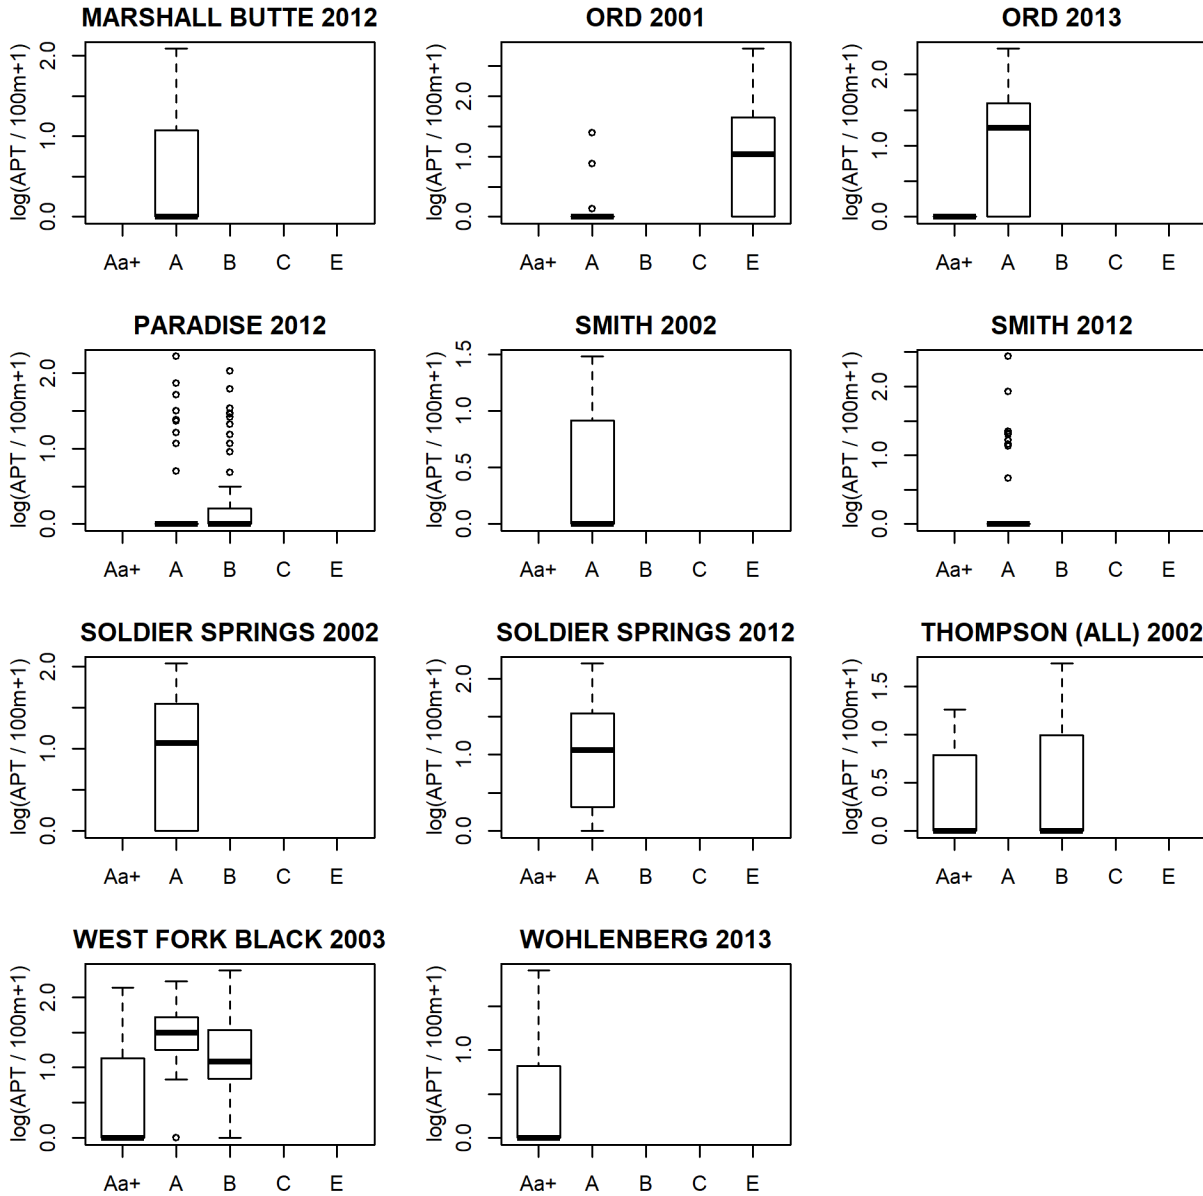 MARSHALL BUTTE 2012
log(APT / 100m+1)
0.0 1.0 2.0
Aa+ A B C E
ORD 2001
log(APT / 100m+1)
0.0 1.0 2.0
Aa+ A B C E
ORD 2013
log(APT / 100m+1)
0.0 1.0 2.0
Aa+ A B C E
PARADISE 2012
log(APT / 100m+1)
0.0 1.0 2.0
Aa+ A B C E
SMITH 2002
log(APT / 100m+1)
0.0 0.5 1.0 1.5
Aa+ A B C E
SMITH 2012
log(APT / 100m+1)
0.0 1.0 2.0
Aa+ A B C E
SOLDIER SPRINGS 2002
log(APT / 100m+1)
0.0 1.0 2.0
Aa+ A B C E
SOLDIER SPRINGS 2012
log(APT / 100m+1)
0.0 1.0 2.0
Aa+ A B C E
THOMPSON (ALL) 2002
log(APT / 100m+1)
0.0 0.5 1.0 1.5
Aa+ A B C E
WEST FORK BLACK 2003
log(APT / 100m+1)
0.0 1.0 2.0
Aa+ A B C E
WOHLENBERG 2013
log(APT / 100m+1)
0.0 1.0
Aa+ A B C E